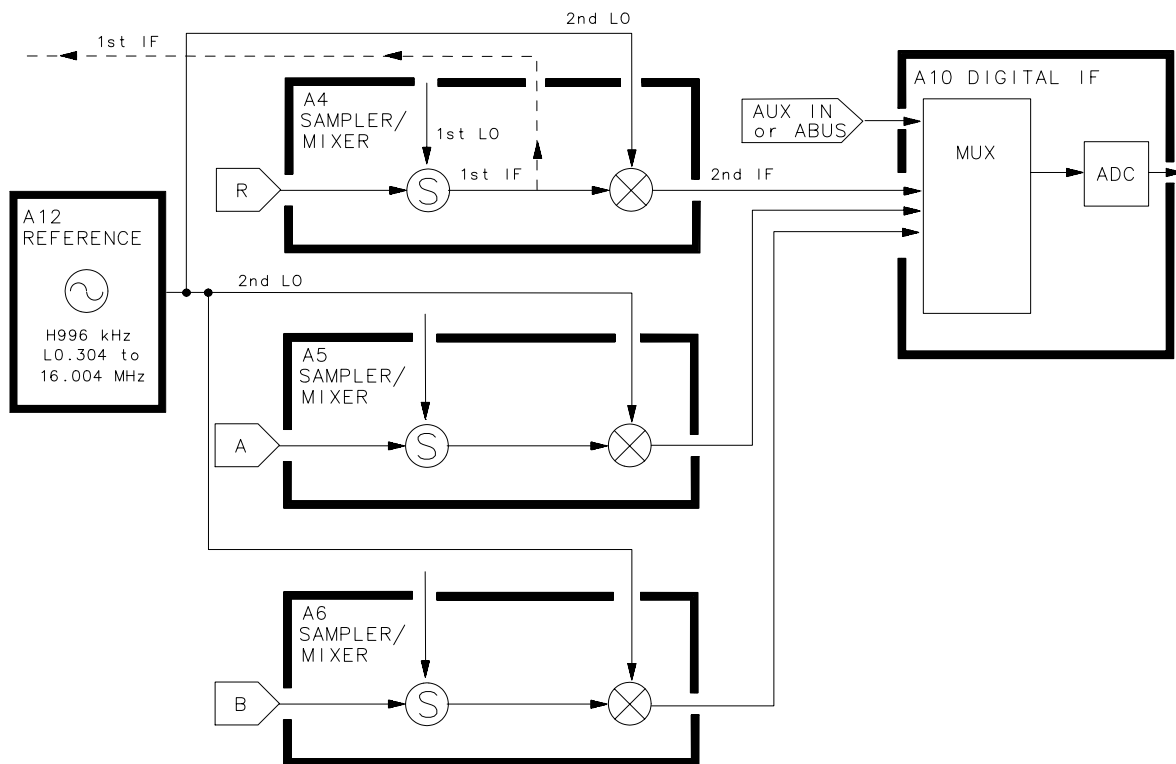 2nd LO
1st IF
A10 DIGITAL IF
A4
SAMPLER/
MIXER
1st LO
AUX IN
or ABUS
MUX
ADC
R
S
1st IF
2nd IF
A12
REFERENCE
H996 kHz
L0.304 to
16.004 MHz
2nd LO
A5
SAMPLER/
MIXER
A
S
A6
SAMPLER/
MIXER
B
S